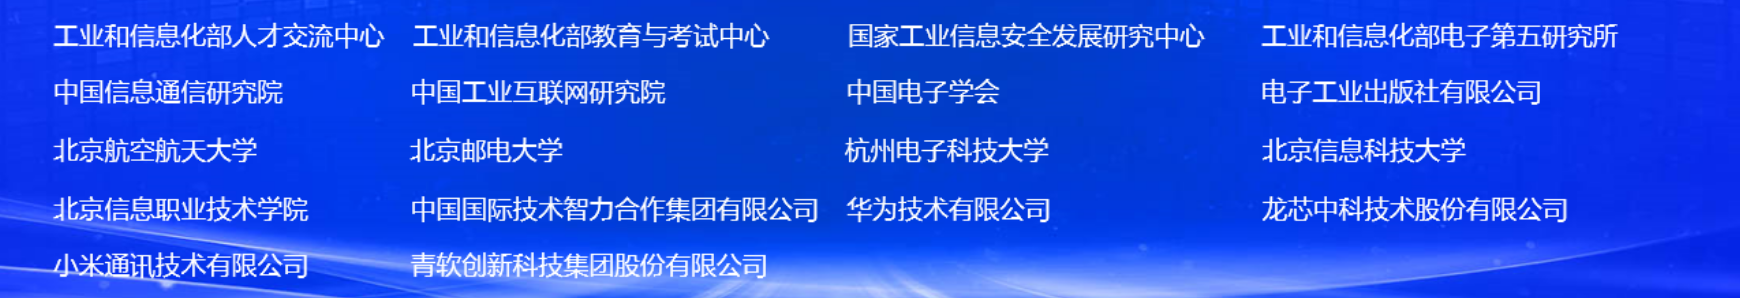 工业和信息化部人才交流中心 工业和信息化部教育与考试中心 国家工业信息安全发展研究中心 工业和信息化部电子第五研究所
中国信息通信研究院 中国工业互联网研究院 中国电子学会 电子工业出版社有限公司
北京航空航天大学 北京邮电大学 杭州电子科技大学 北京信息科技大学
北京信息职业技术学院 中国国际技术智力合作集团有限公司 华为技术有限公司 龙芯中科技术股份有限公司
小米通讯技术有限公司 青软创新科技集团股份有限公司